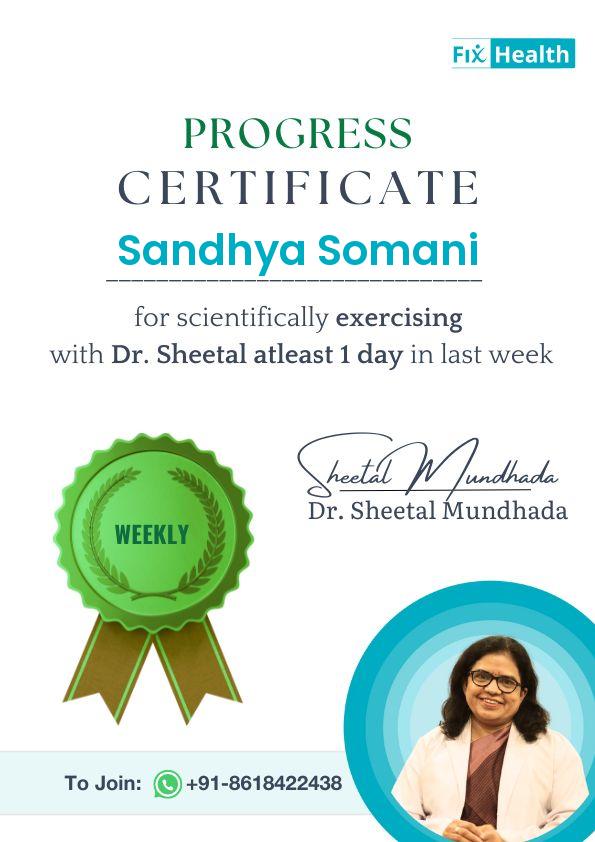 Fix Health
PROGRESS
CERTIFICATE
Sandhya Somani
for scientifically exercising
with Dr. Sheetal atleast 1 day in last week
WEEKLY
Sheetal Mundhada
Dr. Sheetal Mundhada
To Join: +91-8618422438